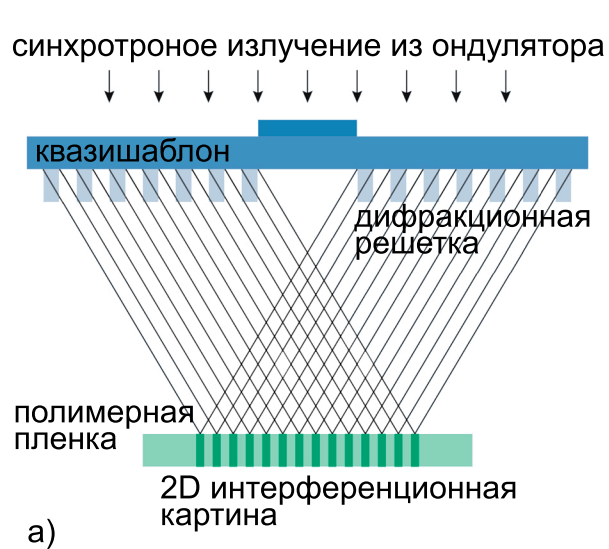 синхротроное излучение из ондулятора
квазишаблон
дифракционная
решетка
полимерная
пленка
2D интерференционная
картина
а)